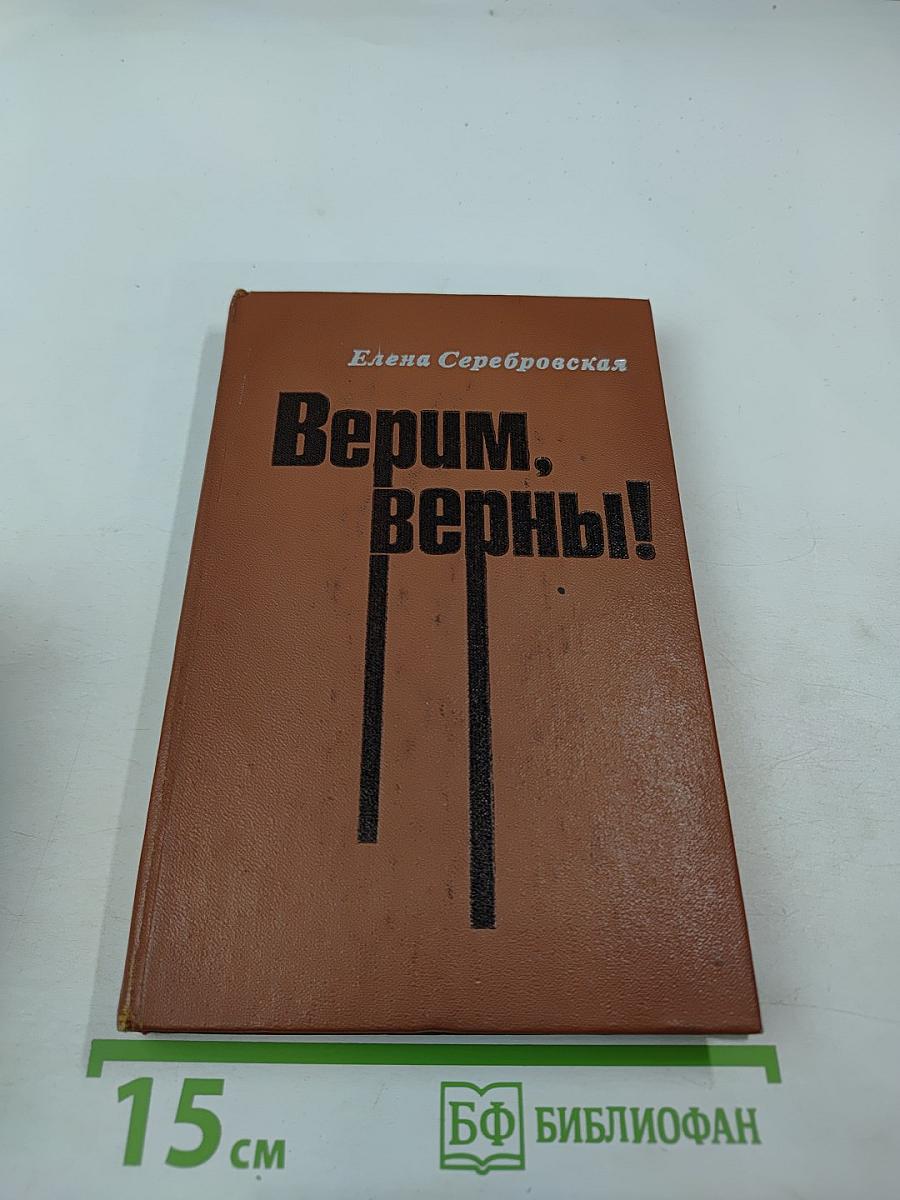 Елена Серебровская
Верим,
верны!
15 см
БФ БИБЛИОФАН